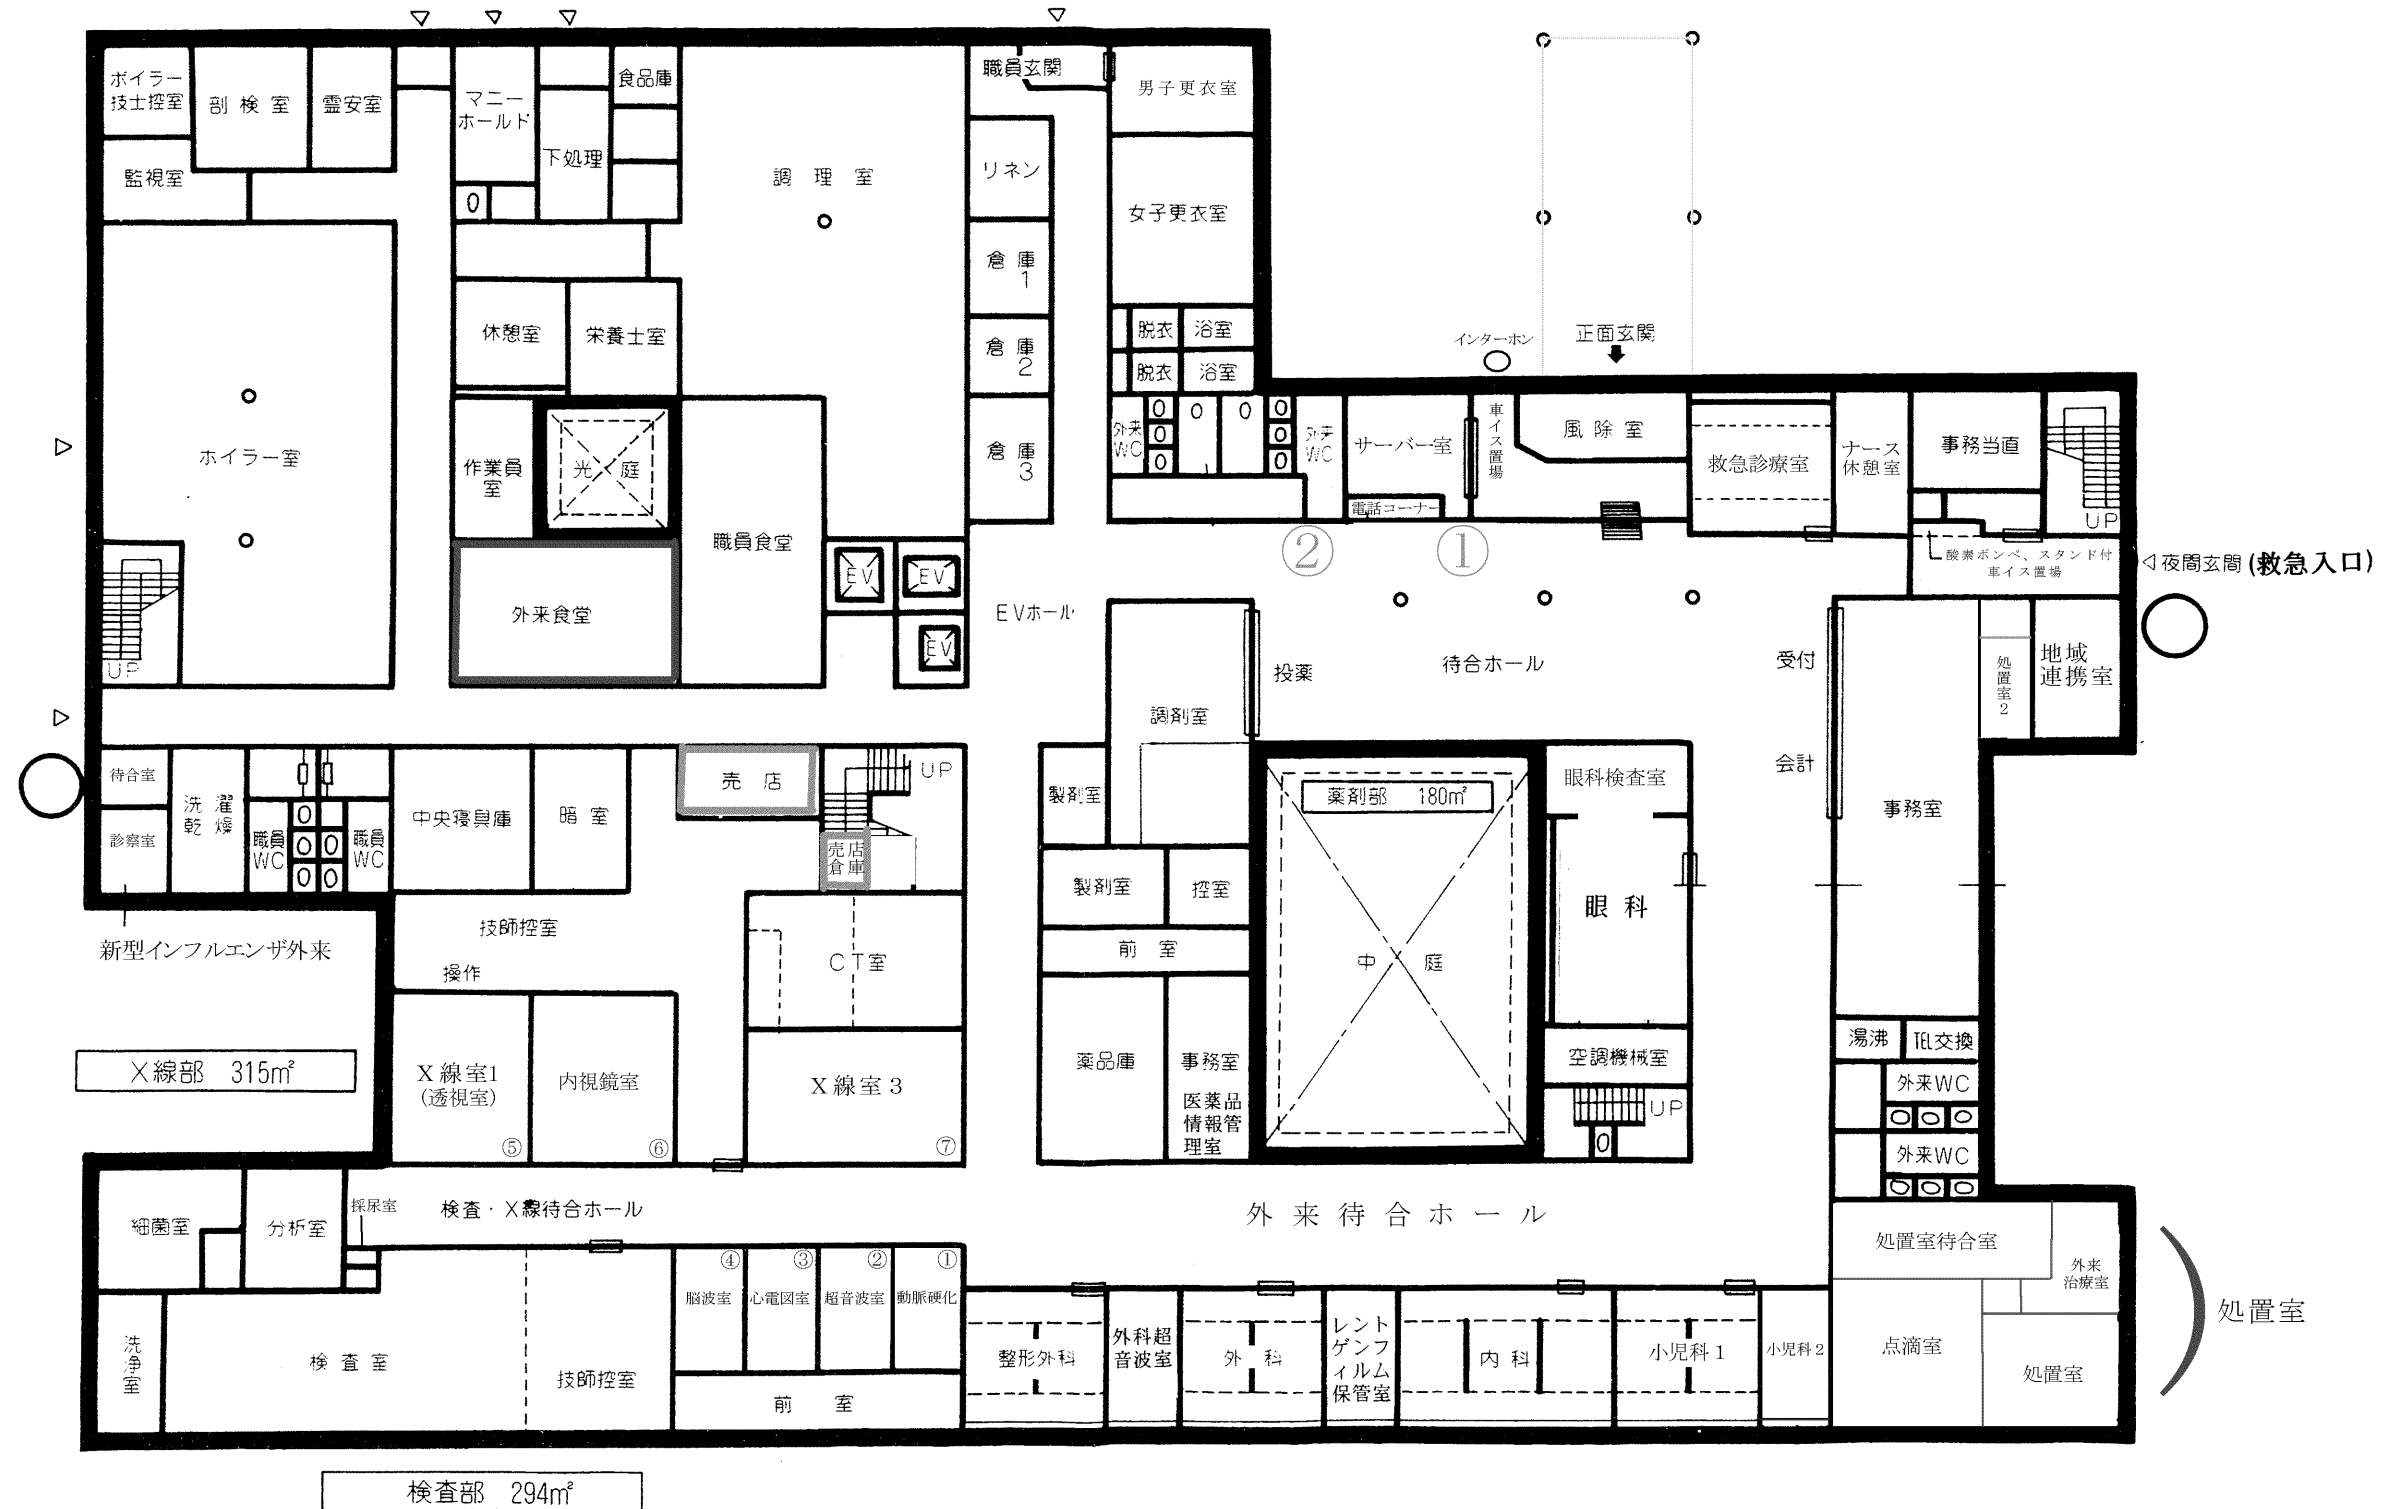 ボイラー
技士控室
剖検室
霊安室
マニー
ホールド
下処理
食品庫
調理室
職員玄関
男子更衣室
監視室
リネン
女子更衣室
倉庫
1
休憩室
栄養士室
倉庫
2
脱衣
浴室
脱衣
浴室
インターホン
正面玄関
ホイラー室
作業員
室
光庭
職員食堂
倉庫
3
外来
WC
外来
WC
サーバー室
車イス置場
風除室
救急診療室
ナース
休憩室
事務当直
電話コーナー
UP
②
①
酸素ボンベ、スタンド付
車イス置場
夜間玄関(救急入口)
EV
EV
EV
外来食堂
EVホール
UP
投薬
待合ホール
受付
処置室2
地域
連携室
調剤室
待合室
洗濯
乾燥
売店
UP
製剤室
薬剤部 180㎡
眼科検査室
会計
事務室
診察室
職員
WC
職員
WC
中央寝具庫
暗室
売店
倉庫
製剤室
控室
眼科
新型インフルエンザ外来
技師控室
操作
CT室
前室
中庭
X線部 315㎡
X線室1
(透視室)
⑤
内視鏡室
⑥
X線室3
⑦
薬品庫
事務室
医薬品
情報管
理室
空調機械室
UP
湯沸
TEL交換
外来WC
外来WC
細菌室
分析室
採尿室
検査・X線待合ホール
外来待合ホール
処置室待合室
外来
治療室
④
③
②
①
脳波室
心電図室
超音波室
動脈硬化
洗浄室
検査室
技師控室
前室
整形外科
外科超
音波室
外科
レント
ゲンフ
ィルム
保管室
内科
小児科1
小児科2
点滴室
処置室
処置室
検査部 294㎡